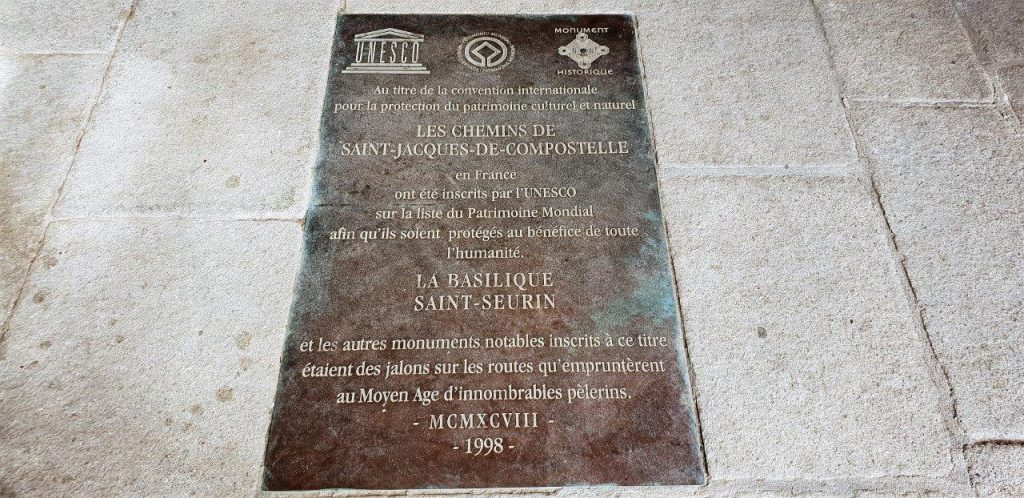 UNESCO
MONUMENT
HISTORIQUE
Au titre de la convention internationale
pour la protection du patrimoine culturel et naturel
LES CHEMINS DE
SAINT-JACQUES-DE-COMPOSTELLE
en France
ont été inscrits par l'UNESCO
sur la liste du Patrimoine Mondial
afin qu'ils soient protégés au bénéfice de toute
l'humanité.
LA BASILIQUE
SAINT-SEURIN
et les autres monuments notables inscrits à ce titre
étaient des jalons sur les routes qu'empruntèrent
au Moyen Age d'innombrables pèlerins.
- MCMXCVIII -
- 1998 -